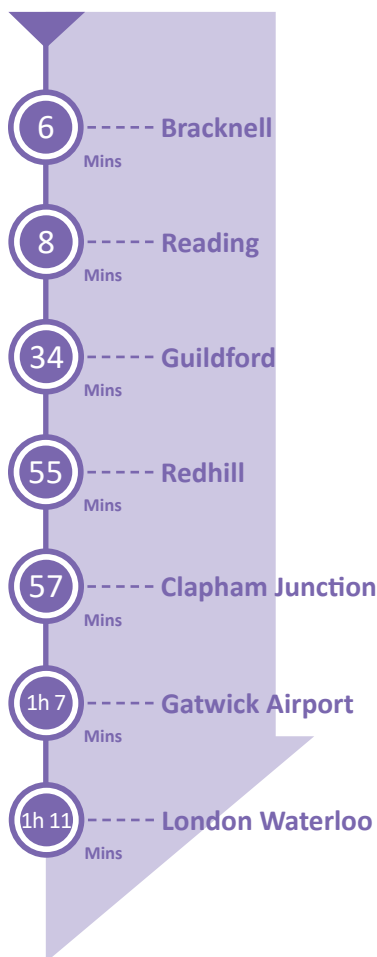 6
Bracknell
Mins
8
Reading
Mins
34
Guildford
Mins
55
Redhill
Mins
57
Clapham Junction
Mins
1h 7
Gatwick Airport
Mins
1h 11
London Waterloo
Mins